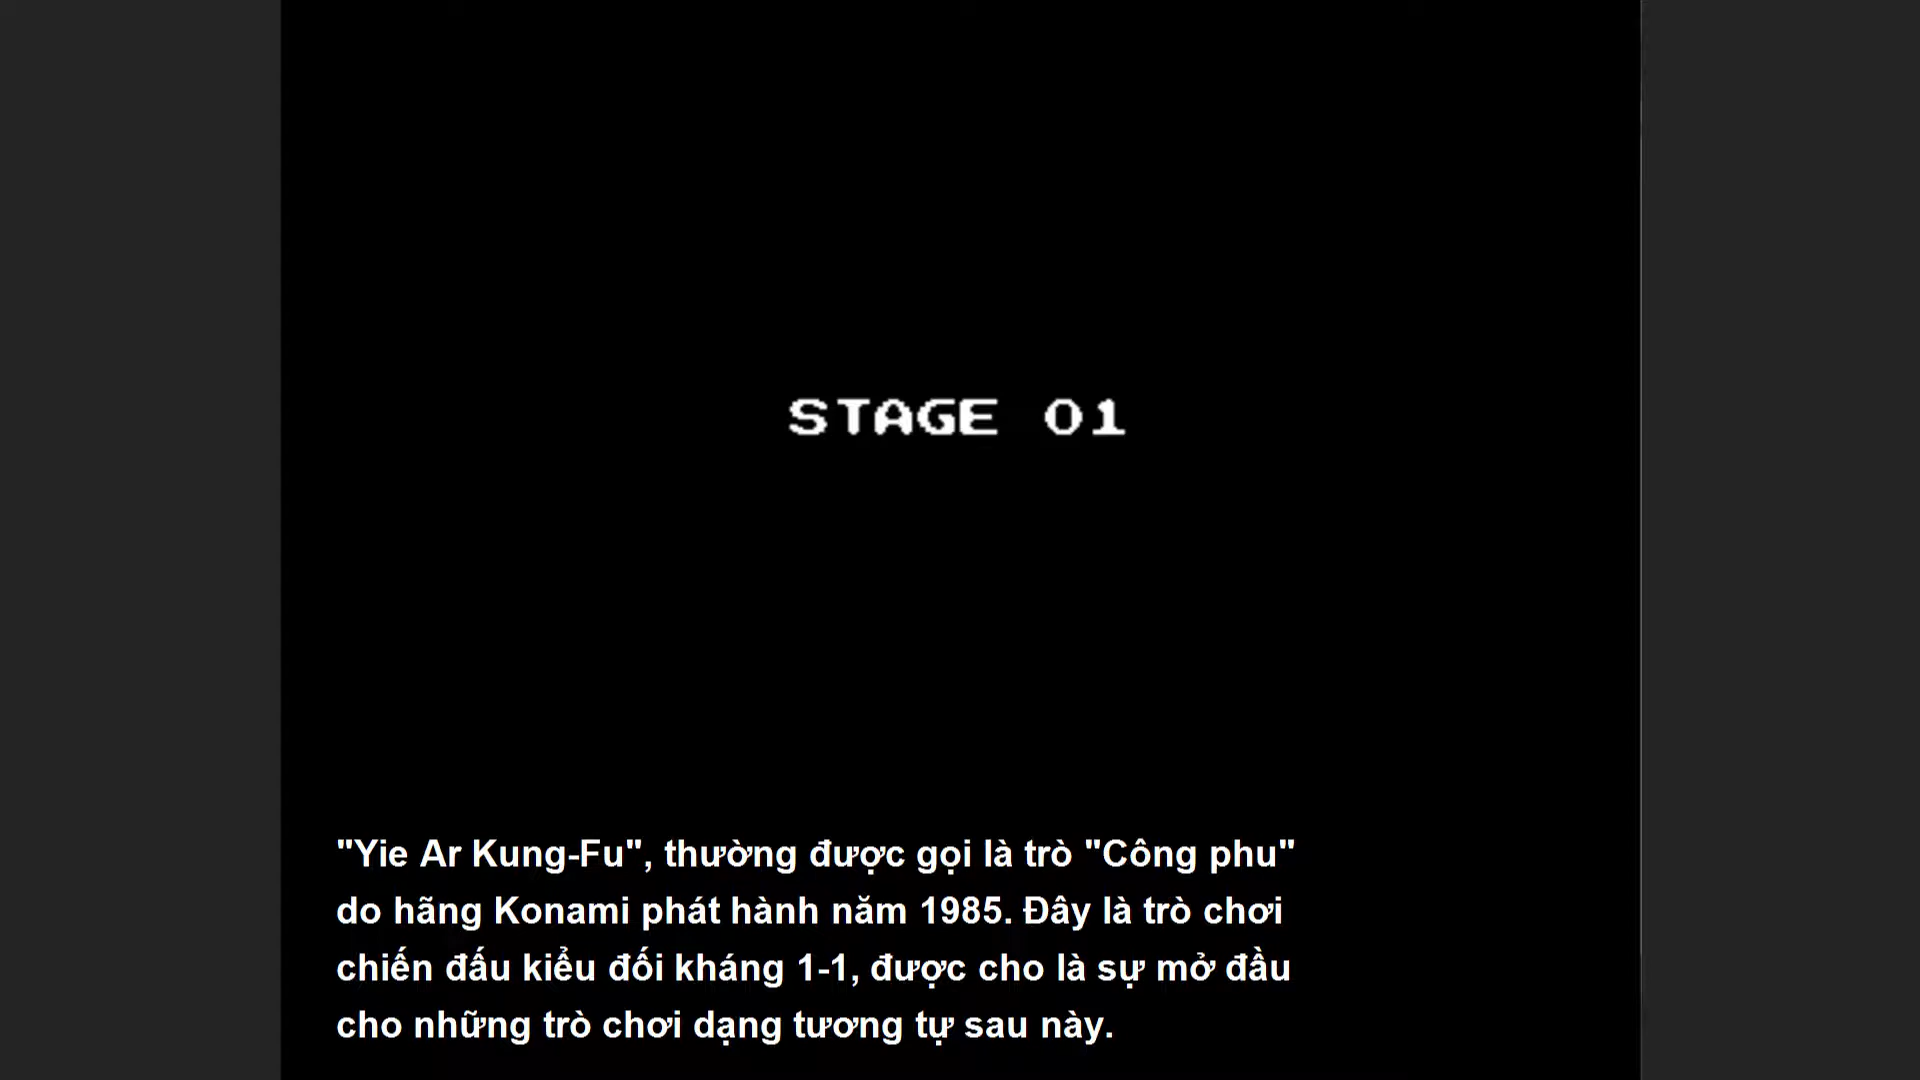 STAGE 01
"Yie Ar Kung-Fu", thường được gọi là trò "Công phu"
do hãng Konami phát hành năm 1985. Đây là trò chơi
chiến đấu kiểu đối kháng 1-1, được cho là sự mở đầu
cho những trò chơi dạng tương tự sau này.